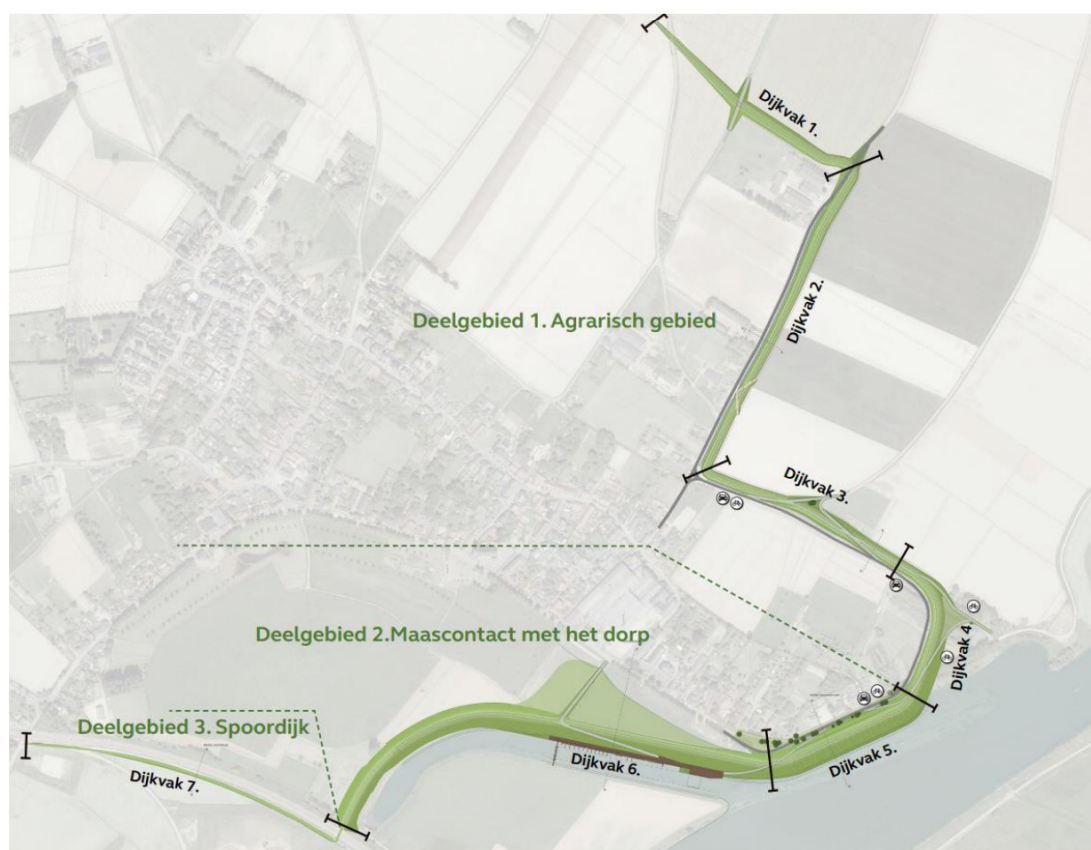 Dijkvak 1.
Dijkvak 2.
Deelgebied 1. Agrarisch gebied
Dijkvak 3.
Deelgebied 2.Maascontact met het dorp
Dijkvak 4
Deelgebied 3. Spoordijk
Dijkvak 5.
Dijkvak 6.
Dijkvak 7.